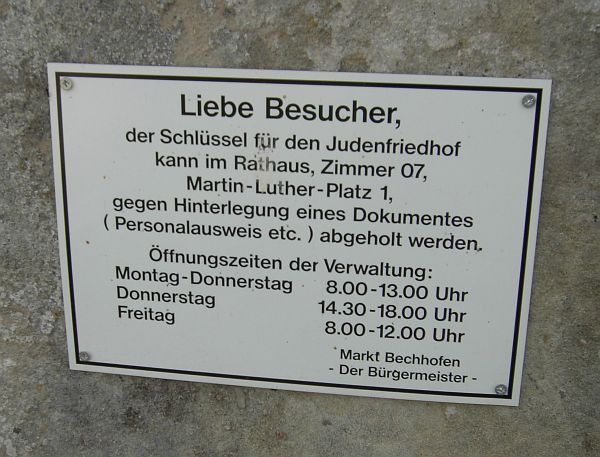 Liebe Besucher,
der Schlüssel für den Judenfriedhof
kann im Rathaus, Zimmer 07,
Martin-Luther-Platz 1,
gegen Hinterlegung eines Dokumentes
( Personalausweis etc. ) abgeholt werden.
Öffnungszeiten der Verwaltung:
Montag-Donnerstag 8.00-13.00 Uhr
Donnerstag 14.30-18.00 Uhr
Freitag 8.00-12.00 Uhr
Markt Bechhofen
- Der Bürgermeister -